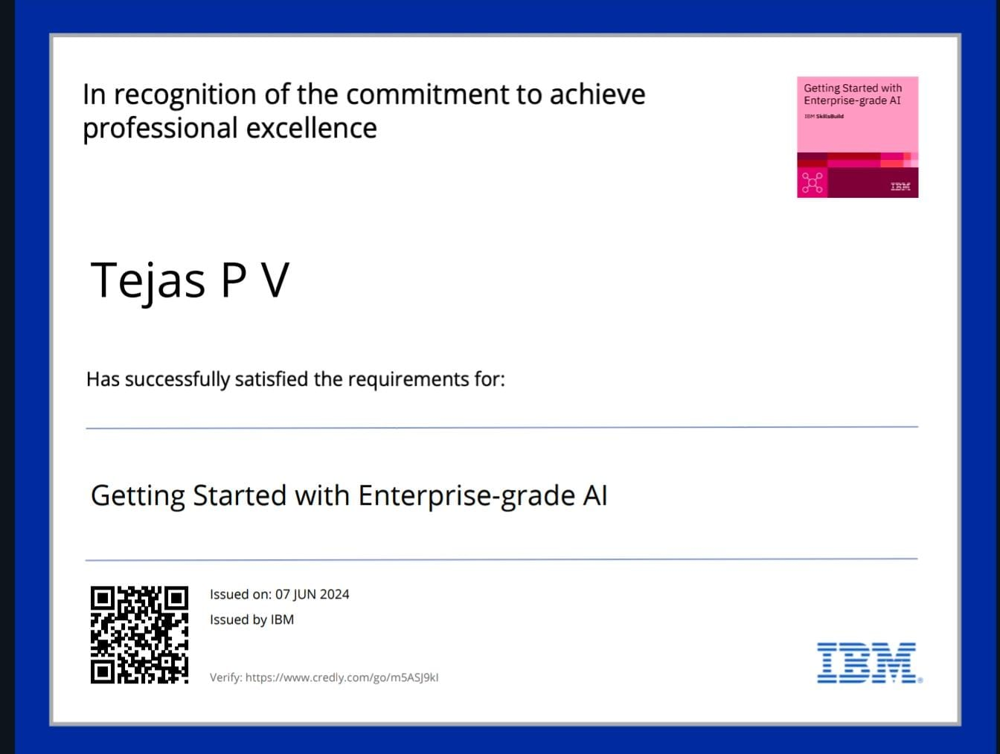 In recognition of the commitment to achieve
professional excellence
Getting Started with
Enterprise-grade AI
IBM SkillsBuild
IBM
Tejas P V
Has successfully satisfied the requirements for:
Getting Started with Enterprise-grade AI
Issued on: 07 JUN 2024
Issued by IBM
Verify: https://www.credly.com/go/m5ASJ9kI
IBM®